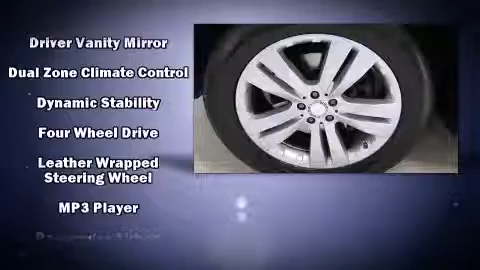 Driver Vanity Mirror
Dual Zone Climate Control
Dynamic Stability
Four Wheel Drive
Leather Wrapped
Steering Wheel
MP3 Player